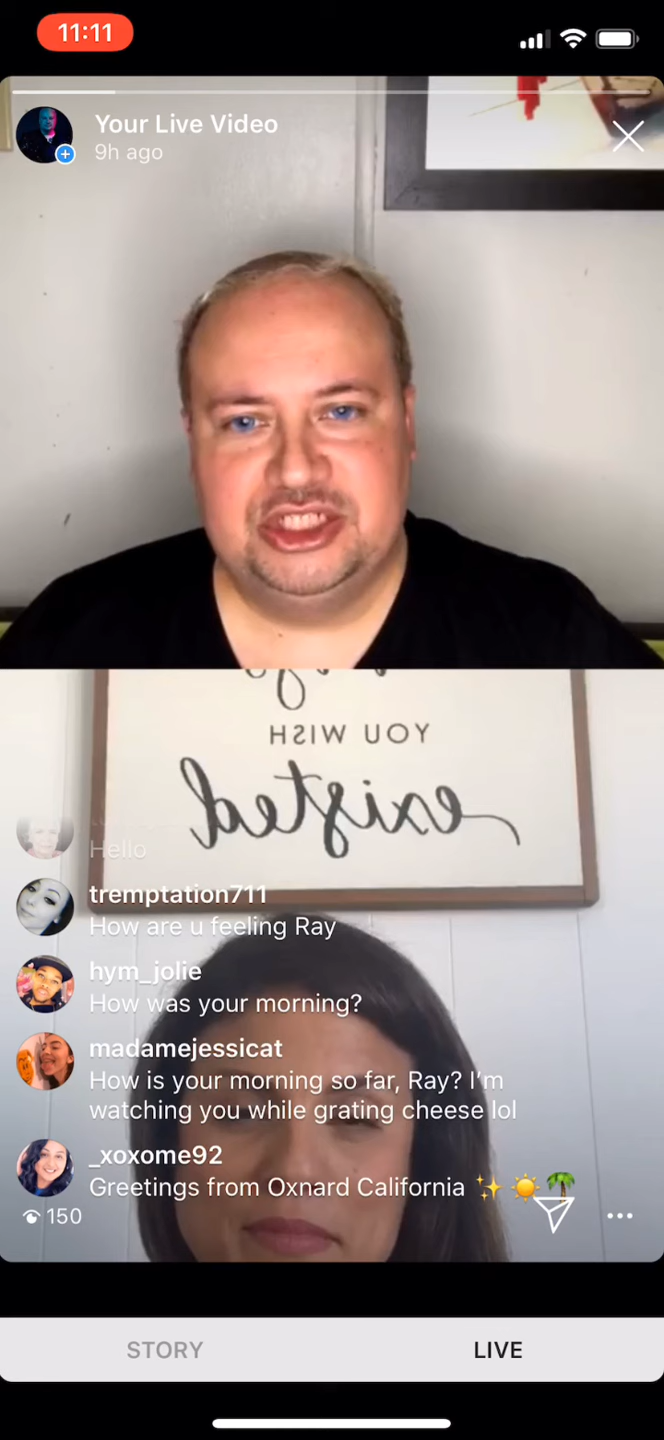 11:11
Your Live Video
9h ago
YOU WISH
existed
Hello
tremptation711
How are u feeling Ray
hym_jolie
How was your morning?
madamejessicat
How is your morning so far, Ray? I'm
watching you while grating cheese lol
_xoxome92
Greetings from Oxnard California ✨☀️🌴
150
STORY
LIVE